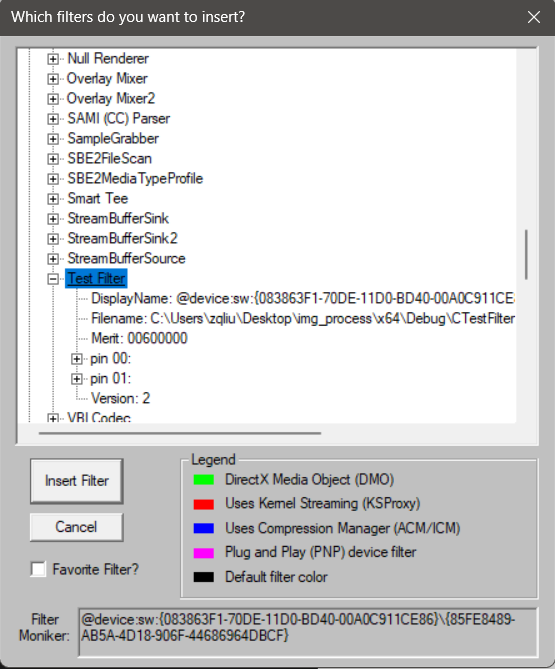 Which filters do you want to insert?
Null Renderer
Overlay Mixer
Overlay Mixer2
SAMI (CC) Parser
SampleGrabber
SBE2FileScan
SBE2MediaTypeProfile
Smart Tee
StreamBufferSink
StreamBufferSink2
StreamBufferSource
Test Filter
DisplayName: @device:sw:{083863F1-70DE-11D0-BD40-00A0C911CE8
Filename: C:\Users\zqliu\Desktop\img_process\x64\Debug\CTestFilter
Merit: 00600000
pin 00:
pin 01:
Version: 2
VBI Codec
Insert Filter
Cancel
Favorite Filter?
Legend
DirectX Media Object (DMO)
Uses Kernel Streaming (KSProxy)
Uses Compression Manager (ACM/ICM)
Plug and Play (PNP) device filter
Default filter color
Filter
Moniker:
@device:sw:{083863F1-70DE-11D0-BD40-00A0C911CE86}\{85FE8489-
AB5A-4D18-906F-44686964DBCF}